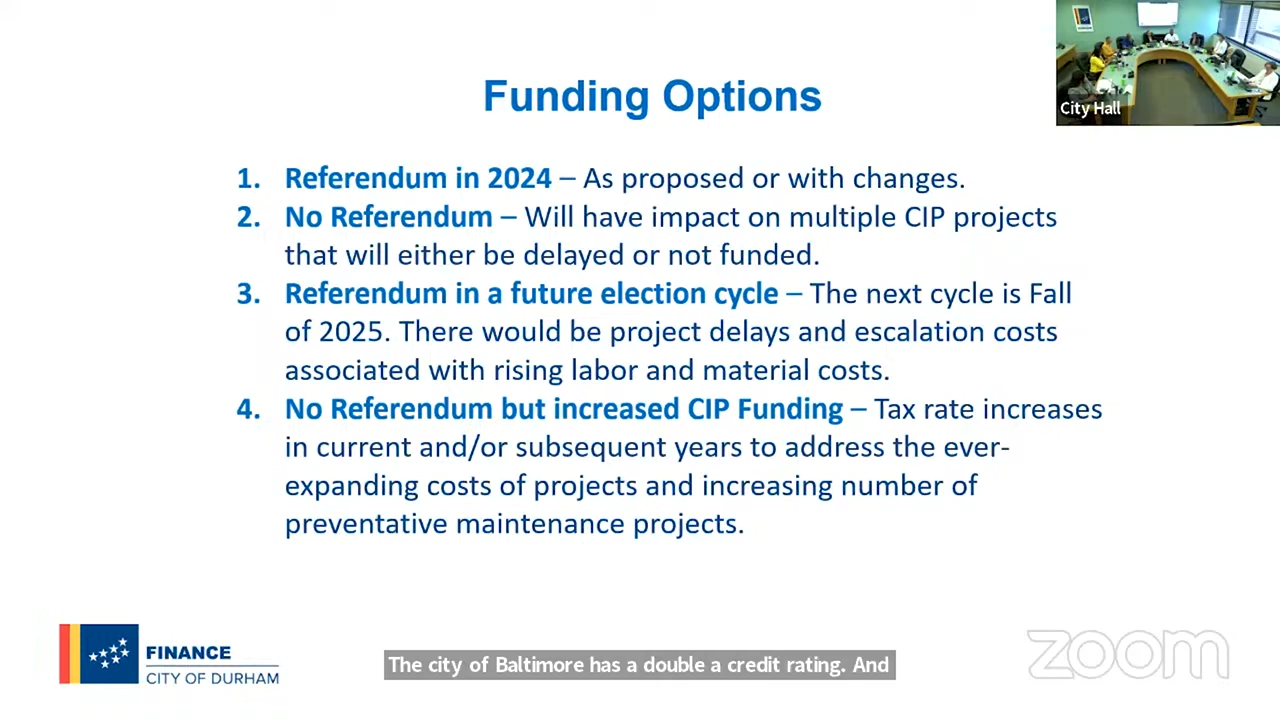 City Hall
Funding Options
1. Referendum in 2024 – As proposed or with changes.
2. No Referendum – Will have impact on multiple CIP projects
that will either be delayed or not funded.
3. Referendum in a future election cycle – The next cycle is Fall
of 2025. There would be project delays and escalation costs
associated with rising labor and material costs.
4. No Referendum but increased CIP Funding – Tax rate increases
in current and/or subsequent years to address the ever-
expanding costs of projects and increasing number of
preventative maintenance projects.
FINANCE
CITY OF DURHAM
The city of Baltimore has a double a credit rating. And
zoom